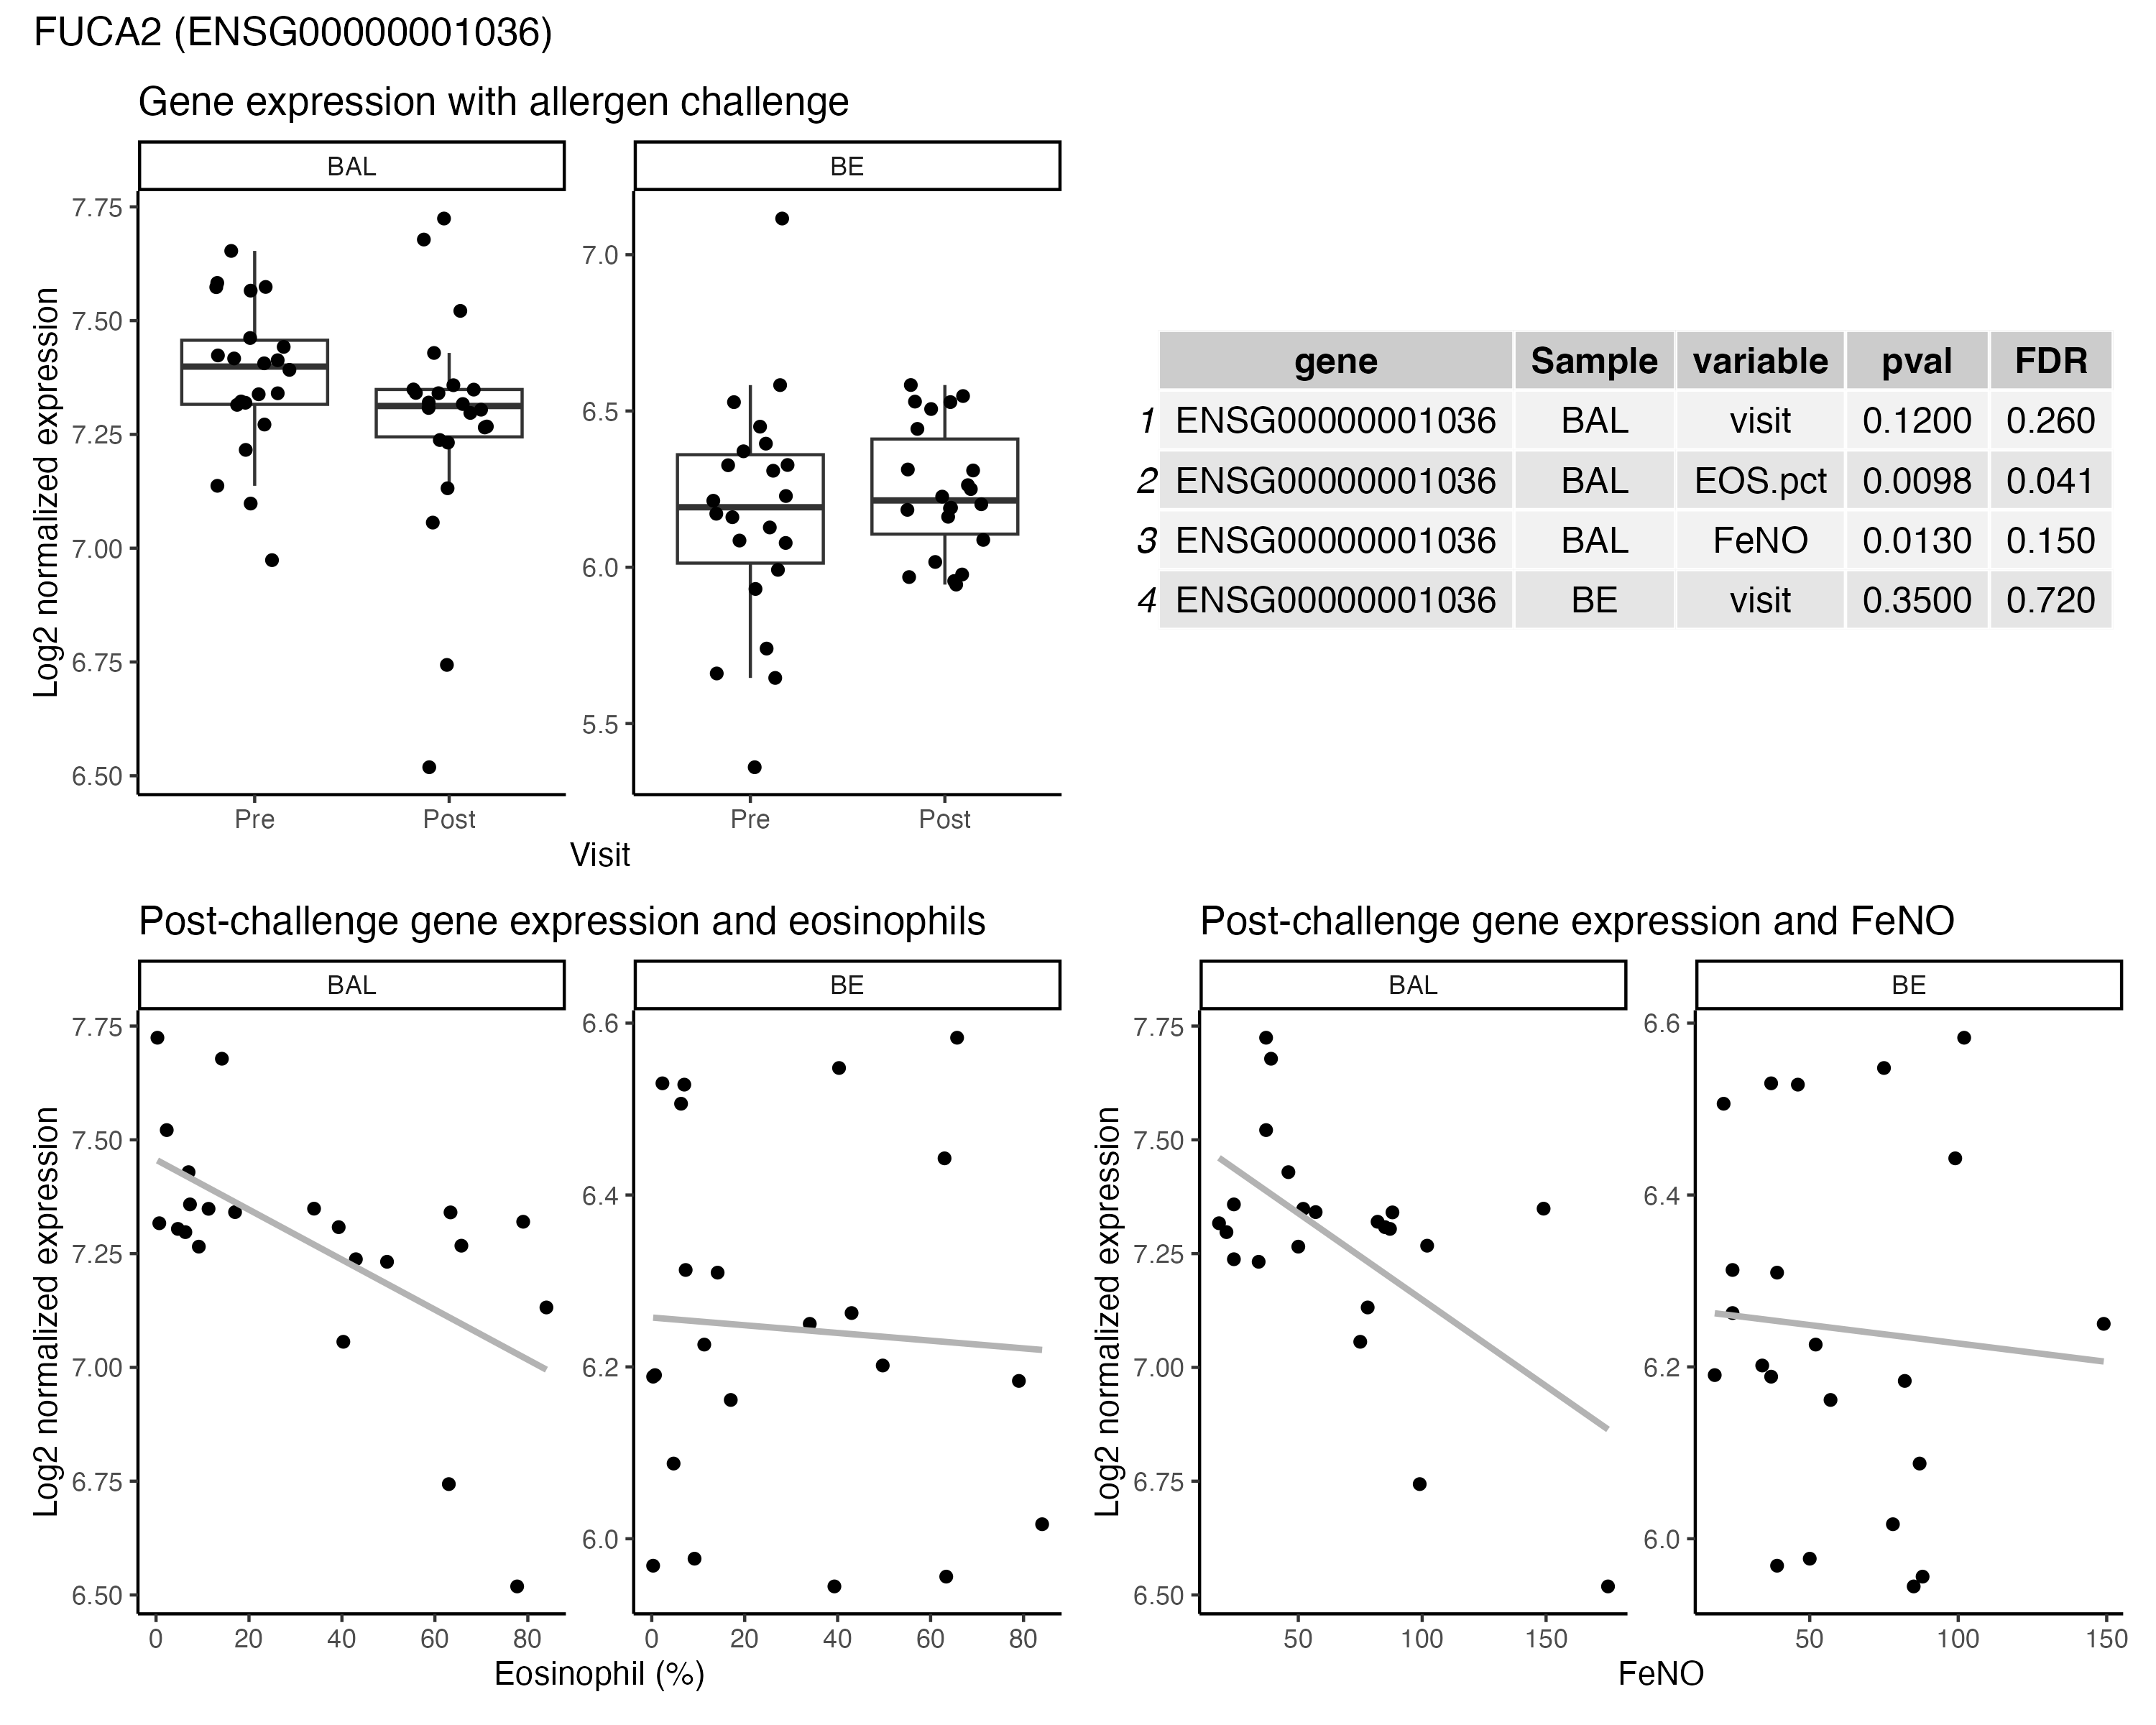 FUCA2 (ENSG00000001036)
Gene expression with allergen challenge
BAL BE
Log2 normalized expression
7.75
7.50
7.25
7.00
6.75
6.50
7.0
6.5
6.0
5.5
Pre Post Pre Post
Visit
gene Sample variable pval FDR
1 ENSG00000001036 BAL visit 0.1200 0.260
2 ENSG00000001036 BAL EOS.pct 0.0098 0.041
3 ENSG00000001036 BAL FeNO 0.0130 0.150
4 ENSG00000001036 BE visit 0.3500 0.720
Post-challenge gene expression and eosinophils
BAL BE
Log2 normalized expression
7.75
7.50
7.25
7.00
6.75
6.50
6.6
6.4
6.2
6.0
0 20 40 60 80 0 20 40 60 80
Eosinophil (%)
Post-challenge gene expression and FeNO
BAL BE
Log2 normalized expression
7.75
7.50
7.25
7.00
6.75
6.50
6.6
6.4
6.2
6.0
50 100 150 50 100 150
FeNO